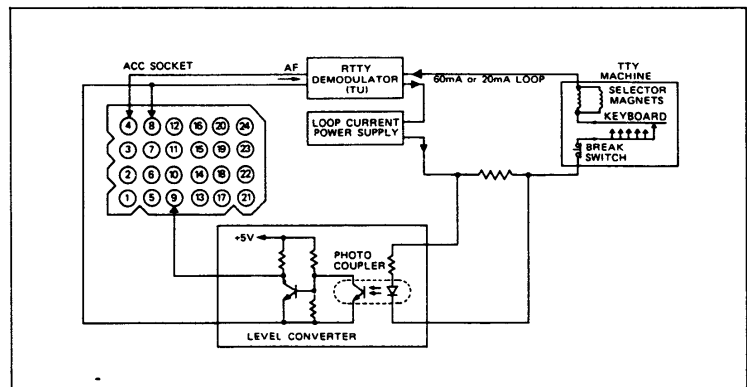 ACC SOCKET
AF
RTTY
DEMODULATOR
(TU)
60mA or 20mA LOOP
TTY
MACHINE
SELECTOR
MAGNETS
KEYBOARD
BREAK
SWITCH
LOOP CURRENT
POWER SUPPLY
4 8 12 16 20 24
3 7 11 15 19 23
2 6 10 14 18 22
1 5 9 13 17 21
+5V
PHOTO
COUPLER
LEVEL CONVERTER